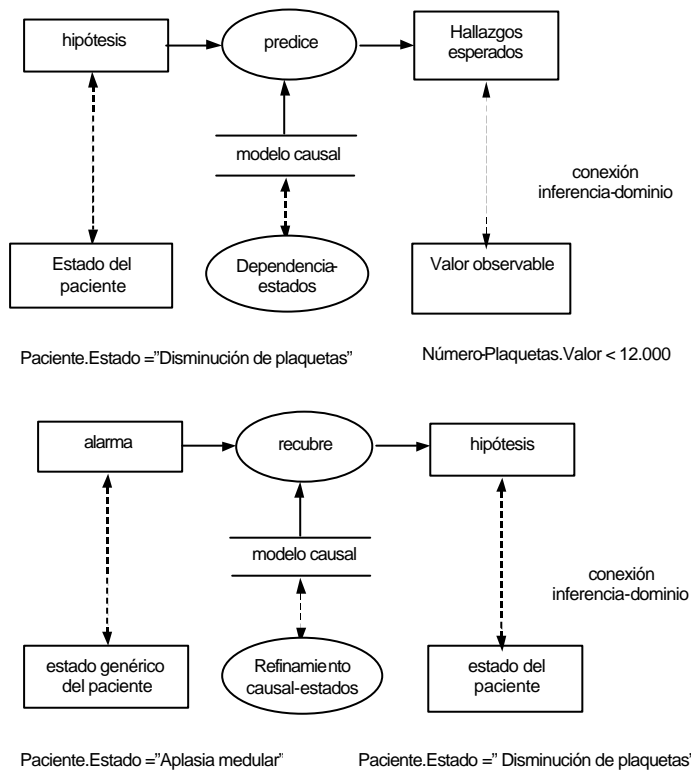 hipótesis
predice
Hallazgos
esperados
modelo causal
conexión
inferencia-dominio
Estado del
paciente
Dependencia-
estados
Valor observable
Paciente.Estado =”Disminución de plaquetas”
Número-Plaquetas.Valor < 12.000
alarma
recubre
hipótesis
modelo causal
conexión
inferencia-dominio
estado genérico
del paciente
Refinamiento
causal-estados
estado del
paciente
Paciente.Estado =”Aplasia medular”
Paciente.Estado =” Disminución de plaquetas”